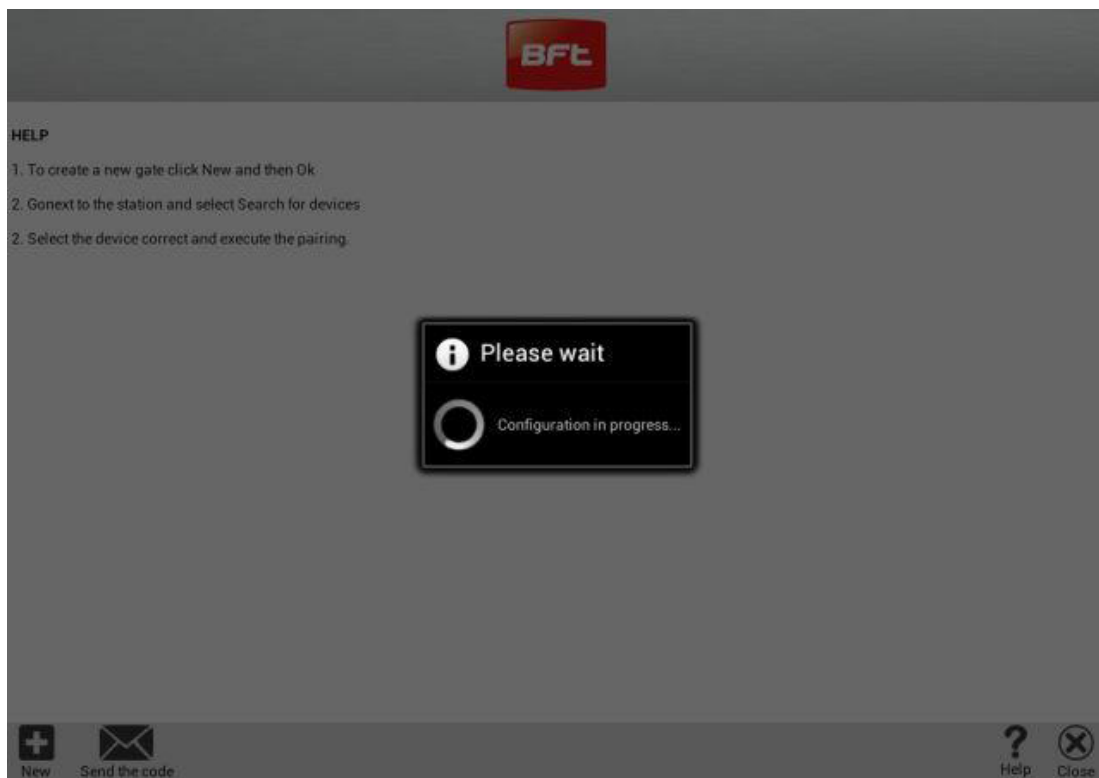 BFt
HELP
1. To create a new gate click New and then Ok
2. Gonext to the station and select Search for devices
2. Select the device correct and execute the pairing.
Please wait
Configuration in progress...
New
Send the code
Help
Close